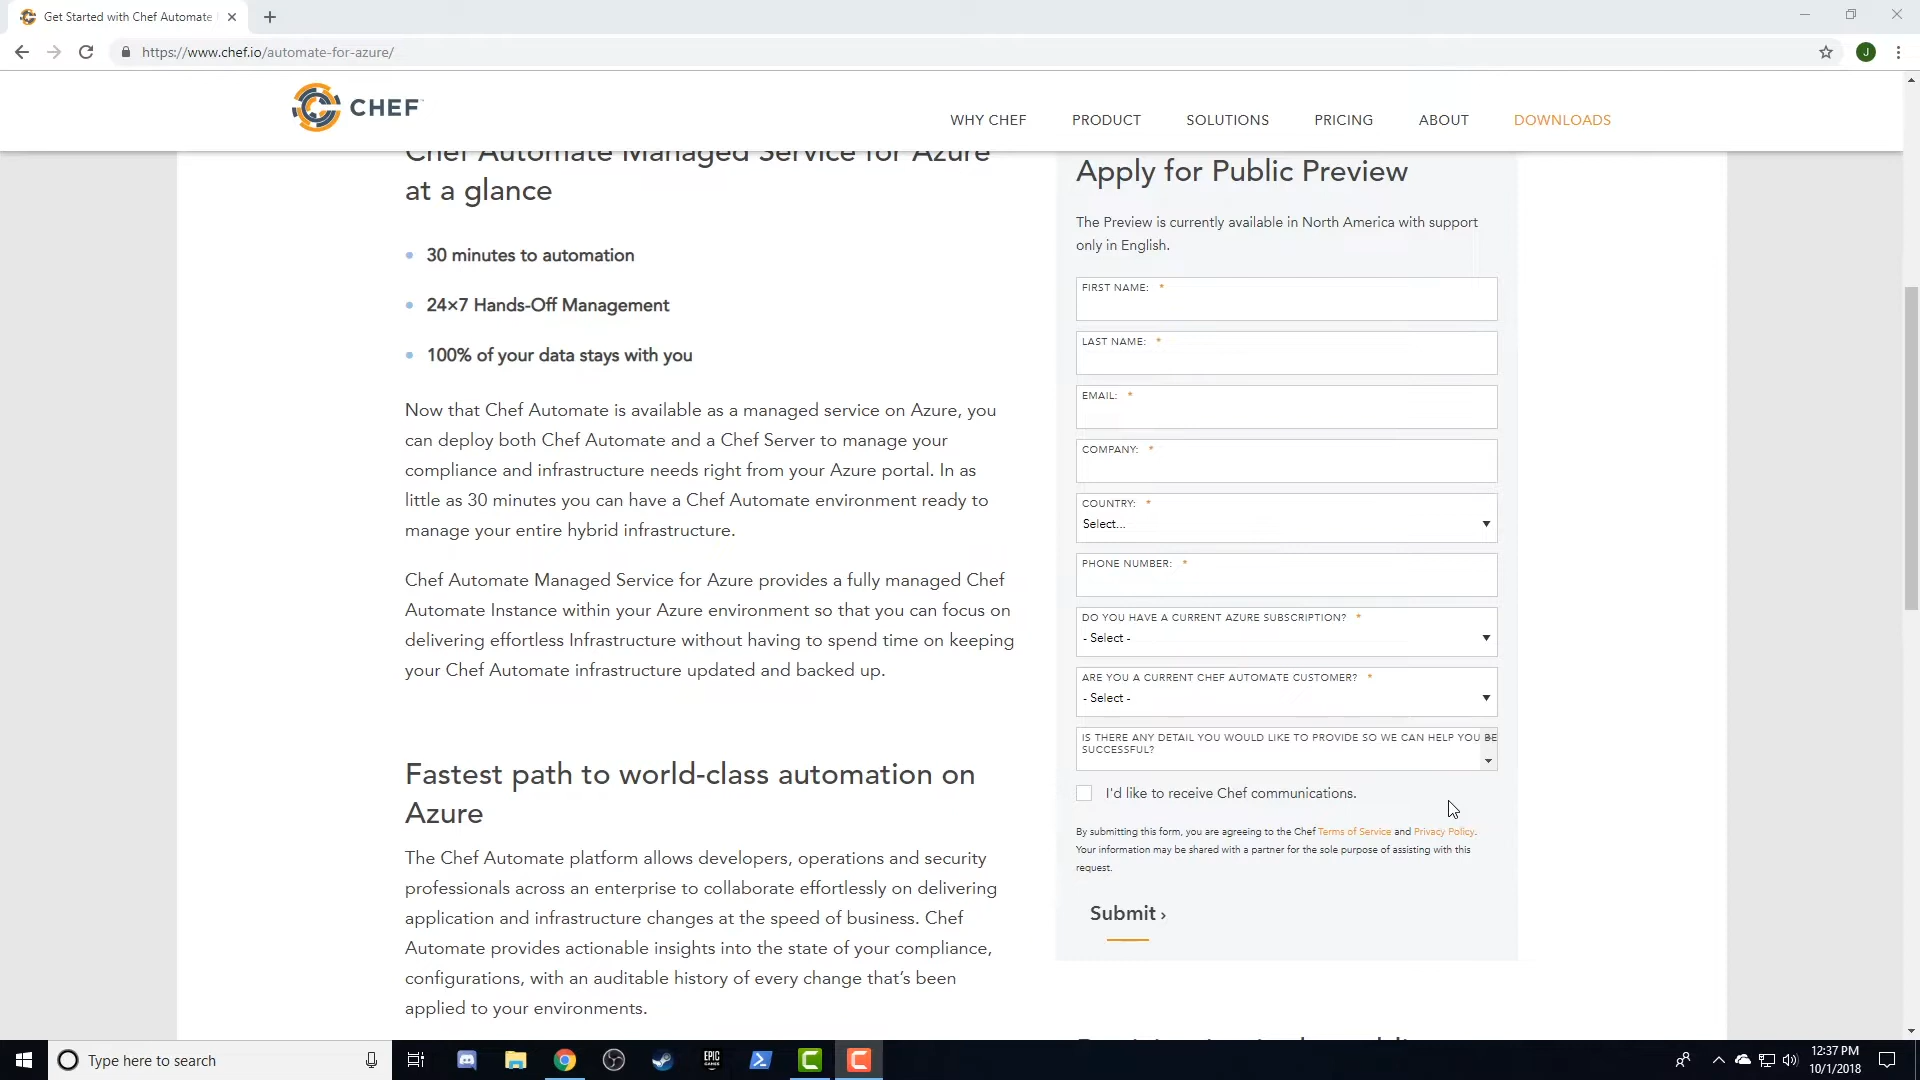 Get Started with Chef Automate
https://www.chef.io/automate-for-azure/
J
CHEF
WHY CHEF
PRODUCT
SOLUTIONS
PRICING
ABOUT
DOWNLOADS
Chef Automate Managed Service for Azure
at a glance
30 minutes to automation
24×7 Hands-Off Management
100% of your data stays with you
Now that Chef Automate is available as a managed service on Azure, you
can deploy both Chef Automate and a Chef Server to manage your
compliance and infrastructure needs right from your Azure portal. In as
little as 30 minutes you can have a Chef Automate environment ready to
manage your entire hybrid infrastructure.
Chef Automate Managed Service for Azure provides a fully managed Chef
Automate Instance within your Azure environment so that you can focus on
delivering effortless Infrastructure without having to spend time on keeping
your Chef Automate infrastructure updated and backed up.
Fastest path to world-class automation on
Azure
The Chef Automate platform allows developers, operations and security
professionals across an enterprise to collaborate effortlessly on delivering
application and infrastructure changes at the speed of business. Chef
Automate provides actionable insights into the state of your compliance,
configurations, with an auditable history of every change that's been
applied to your environments.
Apply for Public Preview
The Preview is currently available in North America with support
only in English.
FIRST NAME: *
LAST NAME: *
EMAIL: *
COMPANY: *
COUNTRY: *
Select...
PHONE NUMBER: *
DO YOU HAVE A CURRENT AZURE SUBSCRIPTION? *
- Select -
ARE YOU A CURRENT CHEF AUTOMATE CUSTOMER? *
- Select -
IS THERE ANY DETAIL YOU WOULD LIKE TO PROVIDE SO WE CAN HELP YOU BE
SUCCESSFUL?
I'd like to receive Chef communications.
By submitting this form, you are agreeing to the Chef Terms of Service and Privacy Policy.
Your information may be shared with a partner for the sole purpose of assisting with this
request.
Submit ›
Type here to search
EPIC
GAMES
12:37 PM
10/1/2018